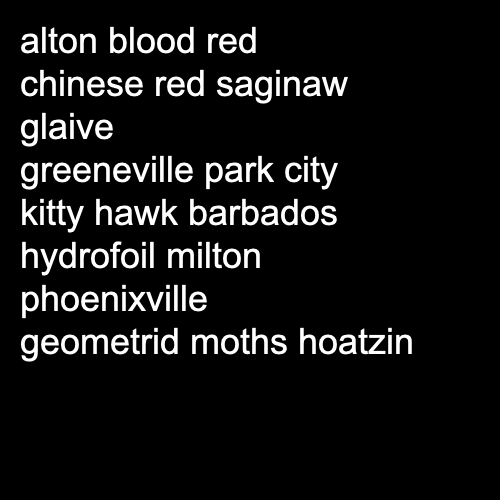 alton blood red
chinese red saginaw
glaive
greeneville park city
kitty hawk barbados
hydrofoil milton
phoenixville
geometrid moths hoatzin